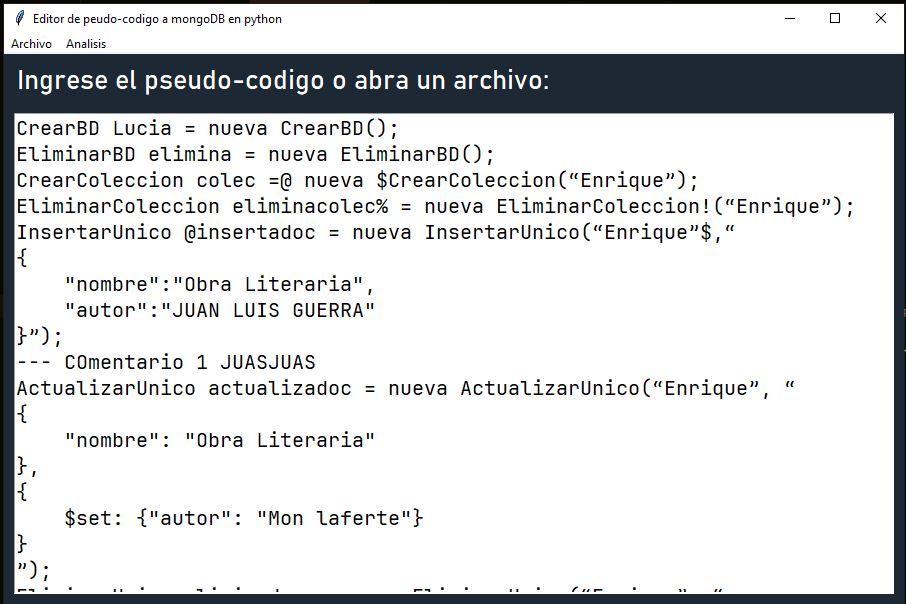 Editor de peudo-codigo a mongoDB en python
Archivo Analisis
Ingrese el pseudo-codigo o abra un archivo:
CrearBD Lucia = nueva CrearBD();
EliminarBD elimina = nueva EliminarBD();
CrearColeccion colec =@ nueva $CrearColeccion(“Enrique”);
EliminarColeccion eliminacolec% = nueva EliminarColeccion!(“Enrique”);
InsertarUnico @insertadoc = nueva InsertarUnico(“Enrique”$,“
{
    "nombre":"Obra Literaria",
    "autor":"JUAN LUIS GUERRA"
}”);
--- COmentario 1 JUASJUAS
ActualizarUnico actualizadoc = nueva ActualizarUnico(“Enrique”, “
{
    "nombre": "Obra Literaria"
},
{
    $set: {"autor": "Mon laferte"}
}
”);